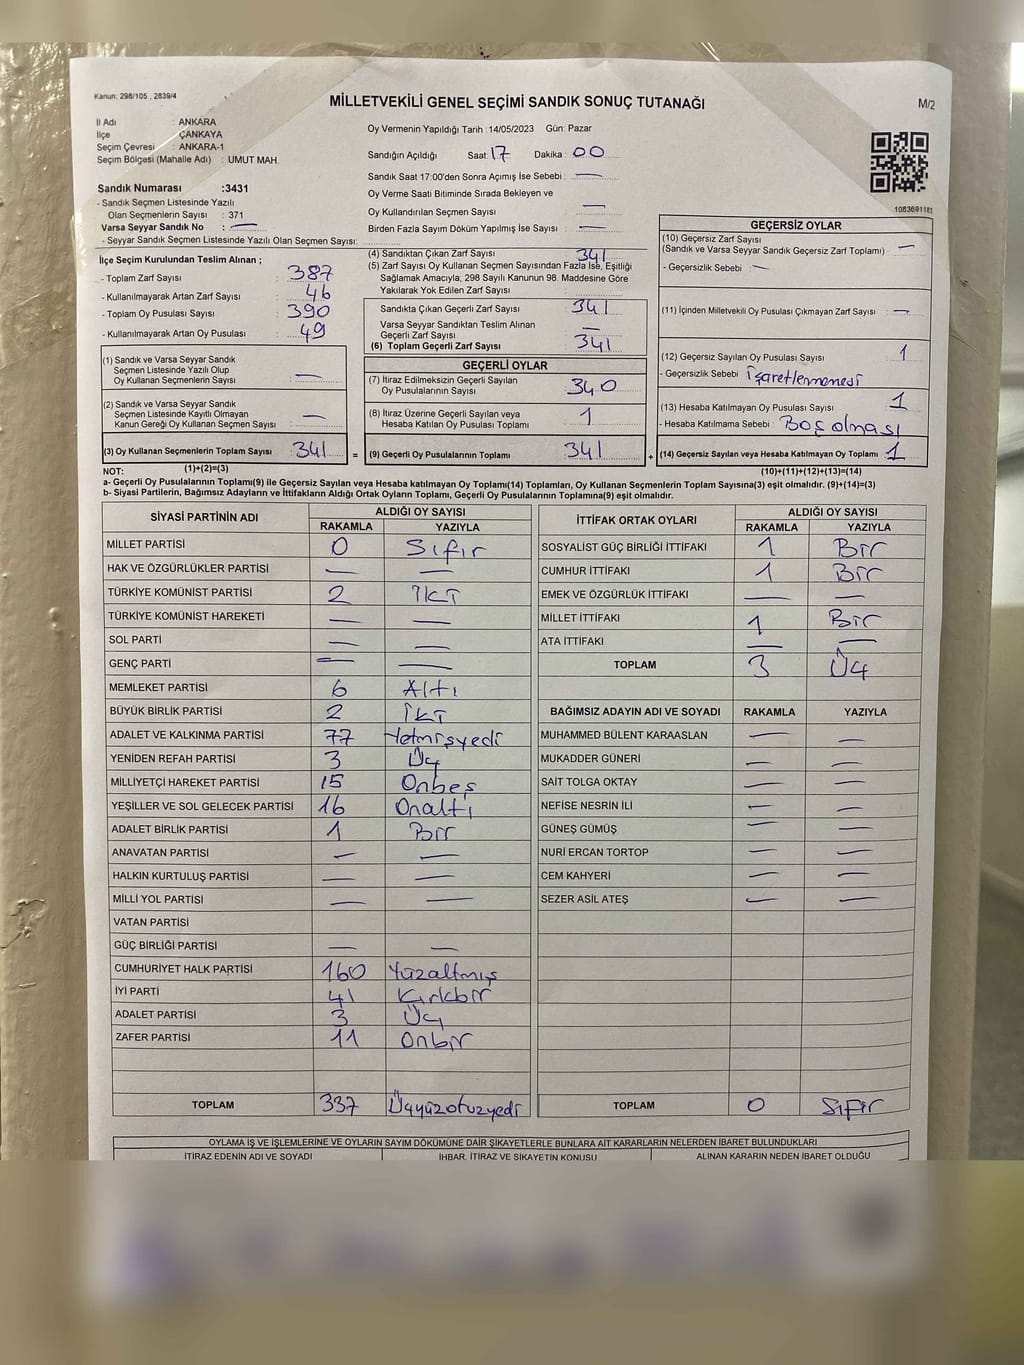 Kanun: 298/105 , 2839/4
MİLLETVEKİLİ GENEL SEÇİMİ SANDIK SONUÇ TUTANAĞI
M/2
İl Adı : ANKARA
İlçe : ÇANKAYA
Seçim Çevresi : ANKARA-1
Seçim Bölgesi (Mahalle Adı) : UMUT MAH.
Sandık Numarası :3431
- Sandık Seçmen Listesinde Yazılı
Olan Seçmenlerin Sayısı : 371
Varsa Seyyar Sandık No : —
- Seyyar Sandık Seçmen Listesinde Yazılı Olan Seçmen Sayısı:
Oy Vermenin Yapıldığı Tarih :14/05/2023 Gün: Pazar
Sandığın Açıldığı Saat 17 Dakika 00
Sandık Saat 17:00'den Sonra Açımış İse Sebebi : —
Oy Verme Saati Bitiminde Sırada Bekleyen ve
Oy Kullandırılan Seçmen Sayısı : —
Birden Fazla Sayım Döküm Yapılmış İse Sayısı : —
1083691181
İlçe Seçim Kurulundan Teslim Alınan ;
- Toplam Zarf Sayısı : 387
- Kullanılmayarak Artan Zarf Sayısı : 46
- Toplam Oy Pusulası Sayısı : 390
- Kullanılmayarak Artan Oy Pusulası : 49
(1) Sandık ve Varsa Seyyar Sandık
Seçmen Listesinde Yazılı Olup
Oy Kullanan Seçmenlerin Sayısı : —
(2) Sandık ve Varsa Seyyar Sandık
Seçmen Listesinde Kayıtlı Olmayan
Kanun Gereği Oy Kullanan Seçmen Sayısı : —
(3) Oy Kullanan Seçmenlerin Toplam Sayısı : 341
(4) Sandıktan Çıkan Zarf Sayısı : 341
(5) Zarf Sayısı Oy Kullanan Seçmen Sayısından Fazla İse, Eşitliği
Sağlamak Amacıyla, 298 Sayılı Kanunun 98. Maddesine Göre
Yakılarak Yok Edilen Zarf Sayısı :
Sandıkta Çıkan Geçerli Zarf Sayısı : 341
Varsa Seyyar Sandıktan Teslim Alınan
Geçerli Zarf Sayısı : —
(6) Toplam Geçerli Zarf Sayısı : 341
GEÇERLİ OYLAR
(7) İtiraz Edilmeksizin Geçerli Sayılan
Oy Pusulalarının Sayısı : 340
(8) İtiraz Üzerine Geçerli Sayılan veya
Hesaba Katılan Oy Pusulası Toplamı : 1
= (9) Geçerli Oy Pusulalarının Toplamı : 341 +
GEÇERSİZ OYLAR
(10) Geçersiz Zarf Sayısı
(Sandık ve Varsa Seyyar Sandık Geçersiz Zarf Toplamı) : —
- Geçersizlik Sebebi : —
(11) İçinden Milletvekili Oy Pusulası Çıkmayan Zarf Sayısı : —
(12) Geçersiz Sayılan Oy Pusulası Sayısı : 1
- Geçersizlik Sebebi : işaretlenmemesi
(13) Hesaba Katılmayan Oy Pusulası Sayısı : 1
- Hesaba Katılmama Sebebi : Boş olması
(14) Geçersiz Sayılan veya Hesaba Katılmayan Oy Toplamı : 1
NOT: (1)+(2)=(3) (10)+(11)+(12)+(13)=(14)
a- Geçerli Oy Pusulalarının Toplamı(9) ile Geçersiz Sayılan veya Hesaba katılmayan Oy Toplamı(14) Toplamları, Oy Kullanan Seçmenlerin Toplam Sayısına(3) eşit olmalıdır. (9)+(14)=(3)
b- Siyasi Partilerin, Bağımsız Adayların ve İttifakların Aldığı Ortak Oyların Toplamı, Geçerli Oy Pusulalarının Toplamına(9) eşit olmalıdır.
SİYASİ PARTİNİN ADI ALDIĞI OY SAYISI
RAKAMLA YAZIYLA
MİLLET PARTİSİ 0 Sıfır
HAK VE ÖZGÜRLÜKLER PARTİSİ — —
TÜRKİYE KOMÜNİST PARTİSİ 2 İki
TÜRKİYE KOMÜNİST HAREKETİ — —
SOL PARTİ — —
GENÇ PARTİ — —
MEMLEKET PARTİSİ 6 Altı
BÜYÜK BİRLİK PARTİSİ 2 İki
ADALET VE KALKINMA PARTİSİ 77 Yetmişyedi
YENİDEN REFAH PARTİSİ 3 Üç
MİLLİYETÇİ HAREKET PARTİSİ 15 Onbeş
YEŞİLLER VE SOL GELECEK PARTİSİ 16 Onaltı
ADALET BİRLİK PARTİSİ 1 Bir
ANAVATAN PARTİSİ — —
HALKIN KURTULUŞ PARTİSİ — —
MİLLİ YOL PARTİSİ — —
VATAN PARTİSİ
GÜÇ BİRLİĞİ PARTİSİ — —
CUMHURİYET HALK PARTİSİ 160 Yüzaltmış
İYİ PARTİ 41 Kırkbir
ADALET PARTİSİ 3 Üç
ZAFER PARTİSİ 11 Onbir
TOPLAM 337 Üçyüzotuzyedi
İTTİFAK ORTAK OYLARI ALDIĞI OY SAYISI
RAKAMLA YAZIYLA
SOSYALİST GÜÇ BİRLİĞİ İTTİFAKI 1 Bir
CUMHUR İTTİFAKI 1 Bir
EMEK VE ÖZGÜRLÜK İTTİFAKI — —
MİLLET İTTİFAKI 1 Bir
ATA İTTİFAKI — —
TOPLAM 3 Üç
BAĞIMSIZ ADAYIN ADI VE SOYADI RAKAMLA YAZIYLA
MUHAMMED BÜLENT KARAASLAN — —
MUKADDER GÜNERİ — —
SAİT TOLGA OKTAY — —
NEFİSE NESRİN İLİ — —
GÜNEŞ GÜMÜŞ — —
NURİ ERCAN TORTOP — —
CEM KAHYERİ — —
SEZER ASİL ATEŞ — —
TOPLAM 0 Sıfır
OYLAMA İŞ VE İŞLEMLERİNE VE OYLARIN SAYIM DÖKÜMÜNE DAİR ŞİKAYETLERLE BUNLARA AİT KARARLARIN NELERDEN İBARET BULUNDUKLARI
İTİRAZ EDENİN ADI VE SOYADI İHBAR, İTİRAZ VE ŞİKAYETİN KONUSU ALINAN KARARIN NEDEN İBARET OLDUĞU